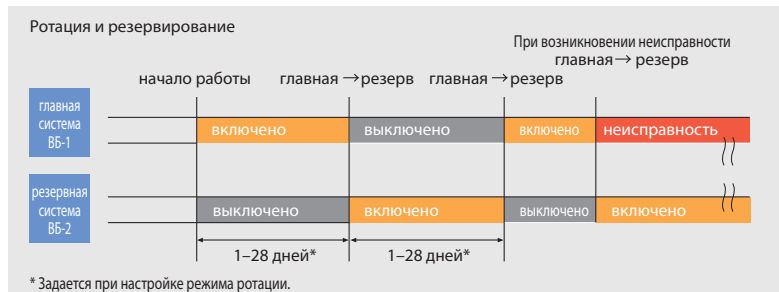 Ротация и резервирование
При возникновении неисправности
главная → резерв
начало работы главная → резерв главная → резерв
главная
система
ВБ-1
включено выключено включено неисправность
резервная
система
ВБ-2
выключено включено выключено включено
1–28 дней* 1–28 дней*
* Задается при настройке режима ротации.